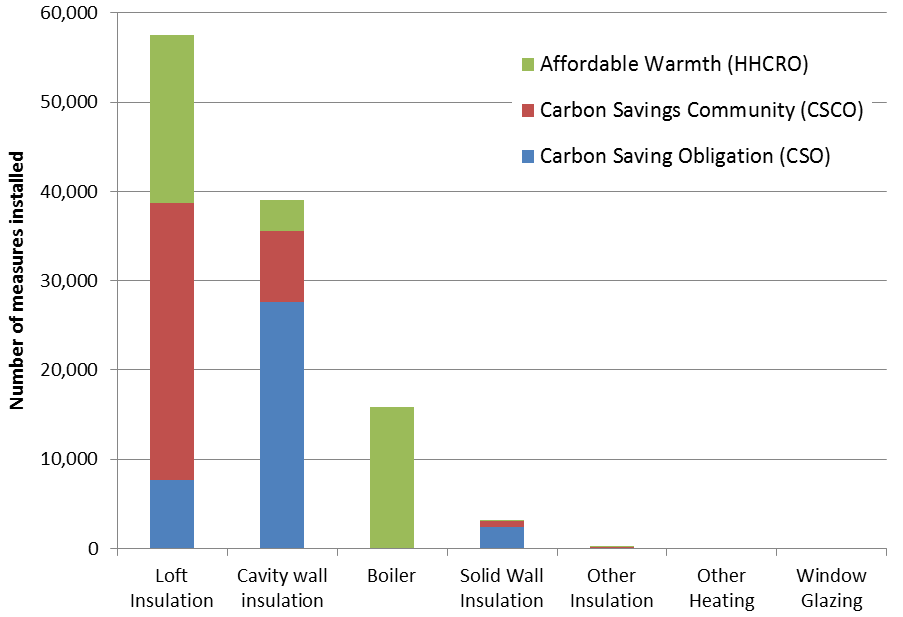 60,000
50,000
40,000
30,000
20,000
10,000
0
Number of measures installed
Affordable Warmth (HHCRO)
Carbon Savings Community (CSCO)
Carbon Saving Obligation (CSO)
Loft
Insulation
Cavity wall
insulation
Boiler
Solid Wall
Insulation
Other
Insulation
Other
Heating
Window
Glazing